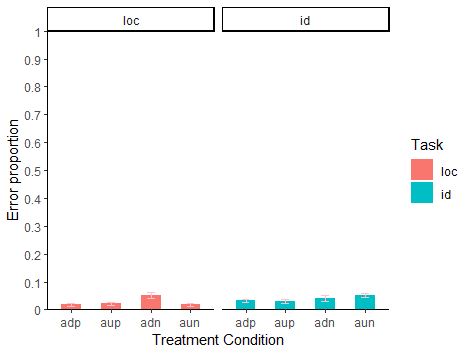 loc id
1
0.9
0.8
0.7
0.6
0.5
0.4
0.3
0.2
0.1
0
Error proportion
adp aup adn aun adp aup adn aun
Treatment Condition
Task
loc
id